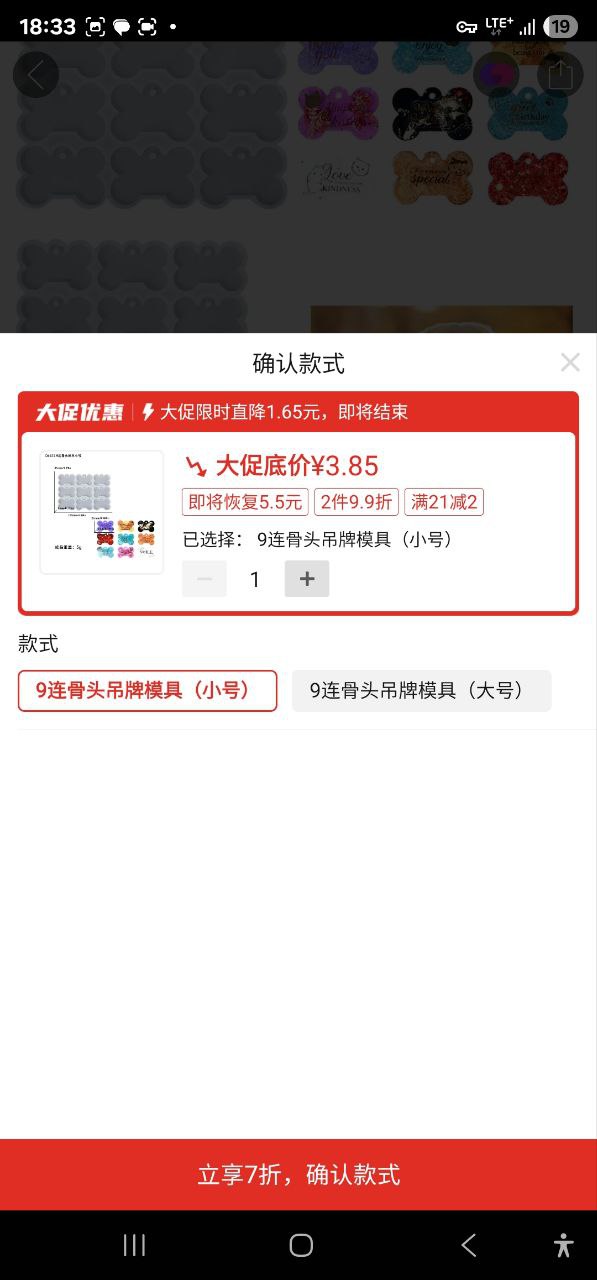 18:33
LTE+
19
Enjoy
Birthday
Love
KINDNESS
special
确认款式
大促优惠
大促限时直降1.65元，即将结束
大促底价¥3.85
即将恢复5.5元
2件9.9折
满21减2
已选择： 9连骨头吊牌模具（小号）
1
款式
9连骨头吊牌模具（小号）
9连骨头吊牌模具（大号）
立享7折，确认款式